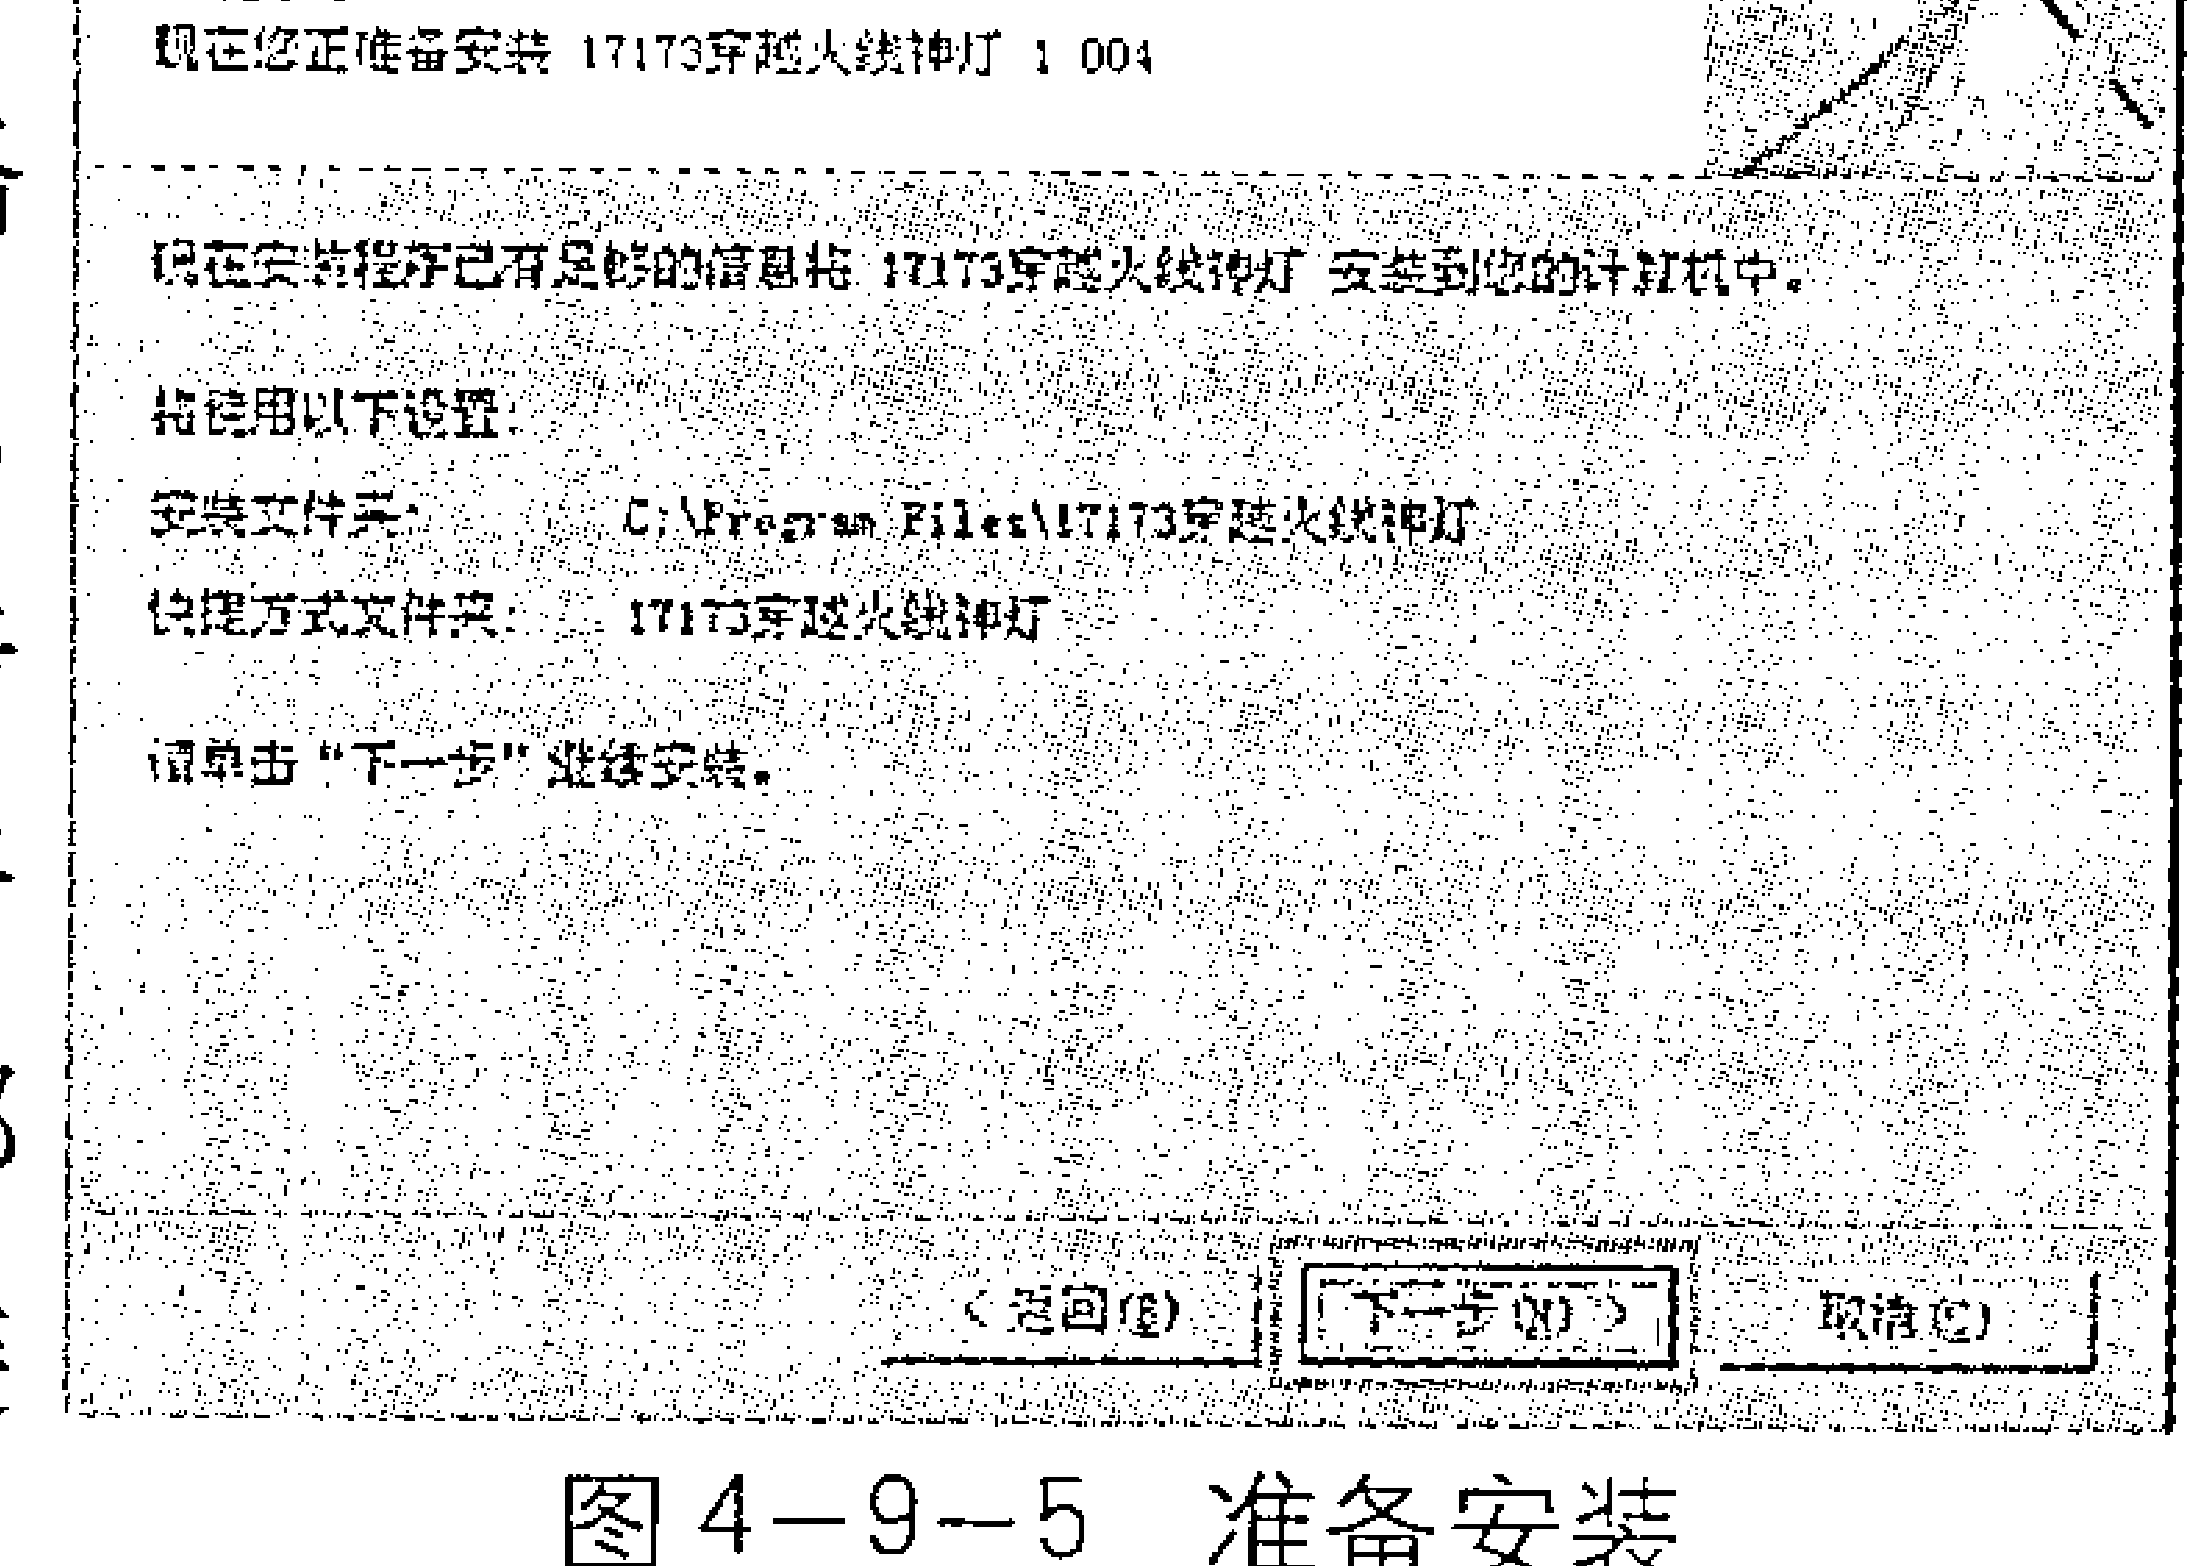 现在您正准备安装 17173穿越火线神灯 1 004
现在安装程序已有足够的信息将 17173穿越火线神灯 安装到您的计算机中。
将使用以下设置:
安装文件夹: C:\Program Files\17173穿越火线神灯
快捷方式文件夹: 17173穿越火线神灯
请单击“下一步”继续安装。
< 返回(B) 下一步(N) > 取消(C)
图4-9-5 准备安装